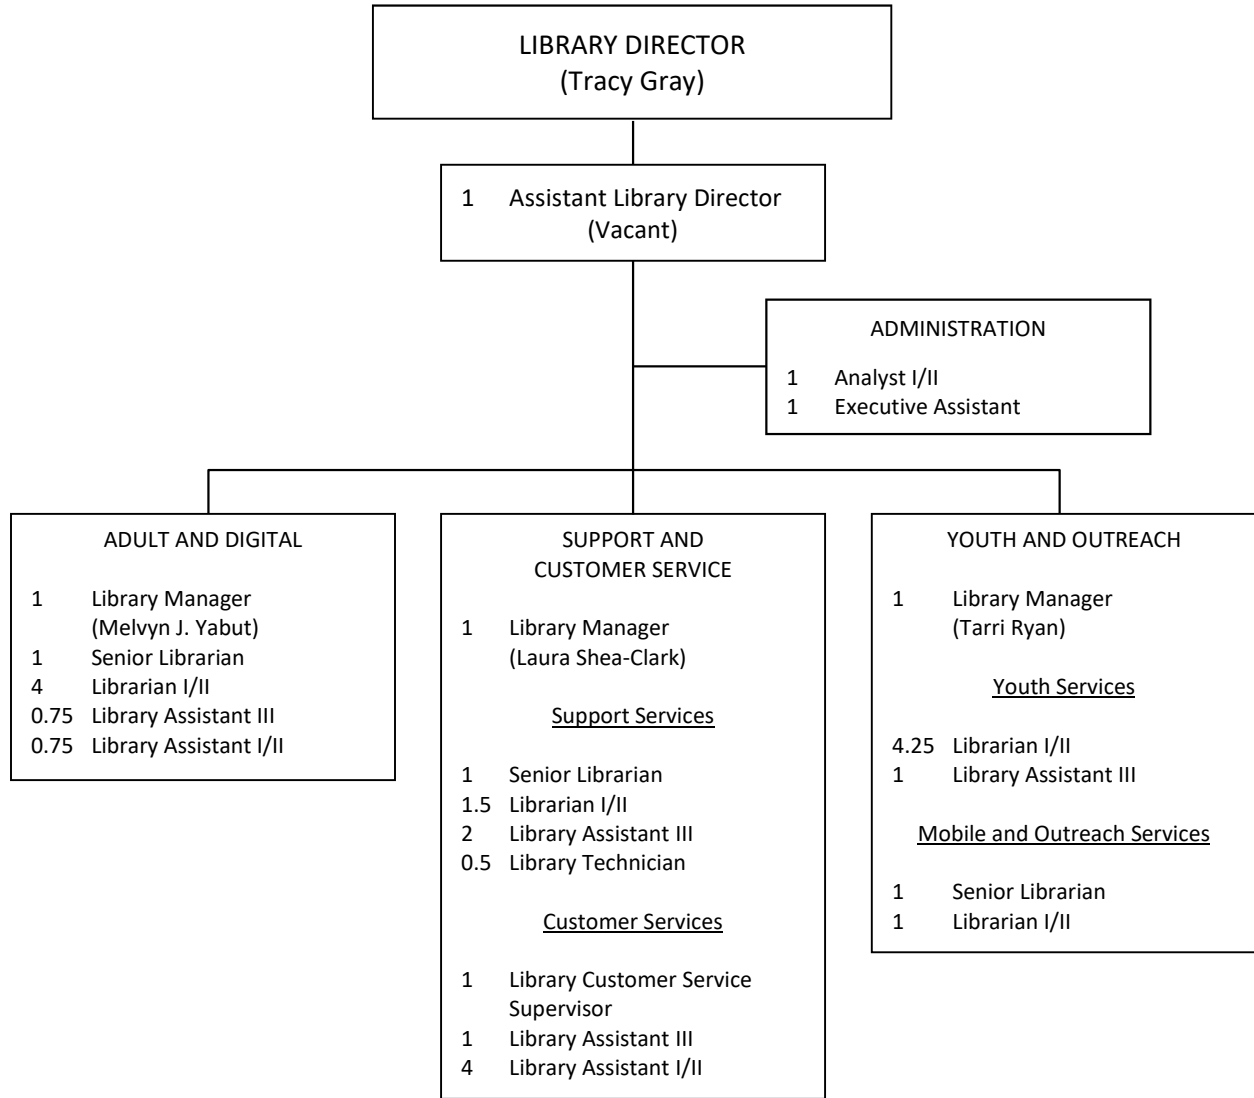 LIBRARY DIRECTOR
(Tracy Gray)
1 Assistant Library Director
(Vacant)
ADMINISTRATION
1 Analyst I/II
1 Executive Assistant
ADULT AND DIGITAL
1 Library Manager
(Melvyn J. Yabut)
1 Senior Librarian
4 Librarian I/II
0.75 Library Assistant III
0.75 Library Assistant I/II
SUPPORT AND
CUSTOMER SERVICE
1 Library Manager
(Laura Shea-Clark)
Support Services
1 Senior Librarian
1.5 Librarian I/II
2 Library Assistant III
0.5 Library Technician
Customer Services
1 Library Customer Service
Supervisor
1 Library Assistant III
4 Library Assistant I/II
YOUTH AND OUTREACH
1 Library Manager
(Tarri Ryan)
Youth Services
4.25 Librarian I/II
1 Library Assistant III
Mobile and Outreach Services
1 Senior Librarian
1 Librarian I/II